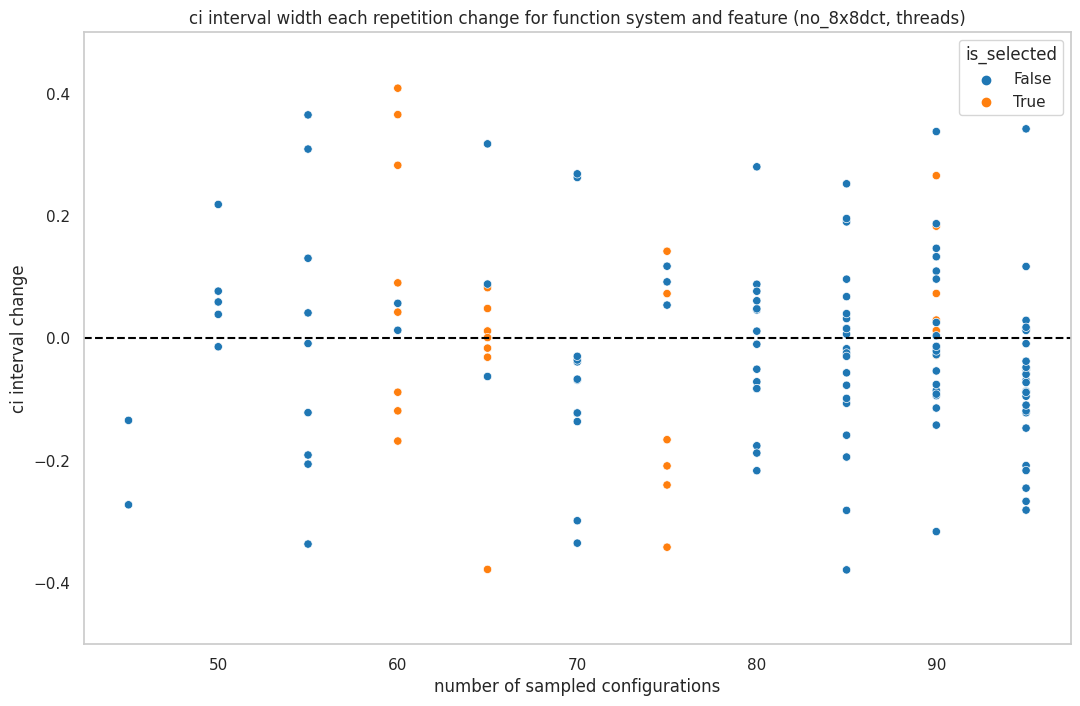 ci interval width each repetition change for function system and feature (no_8x8dct, threads)
is_selected
False
True
ci interval change
0.4
0.2
0.0
−0.2
−0.4
50
60
70
80
90
number of sampled configurations